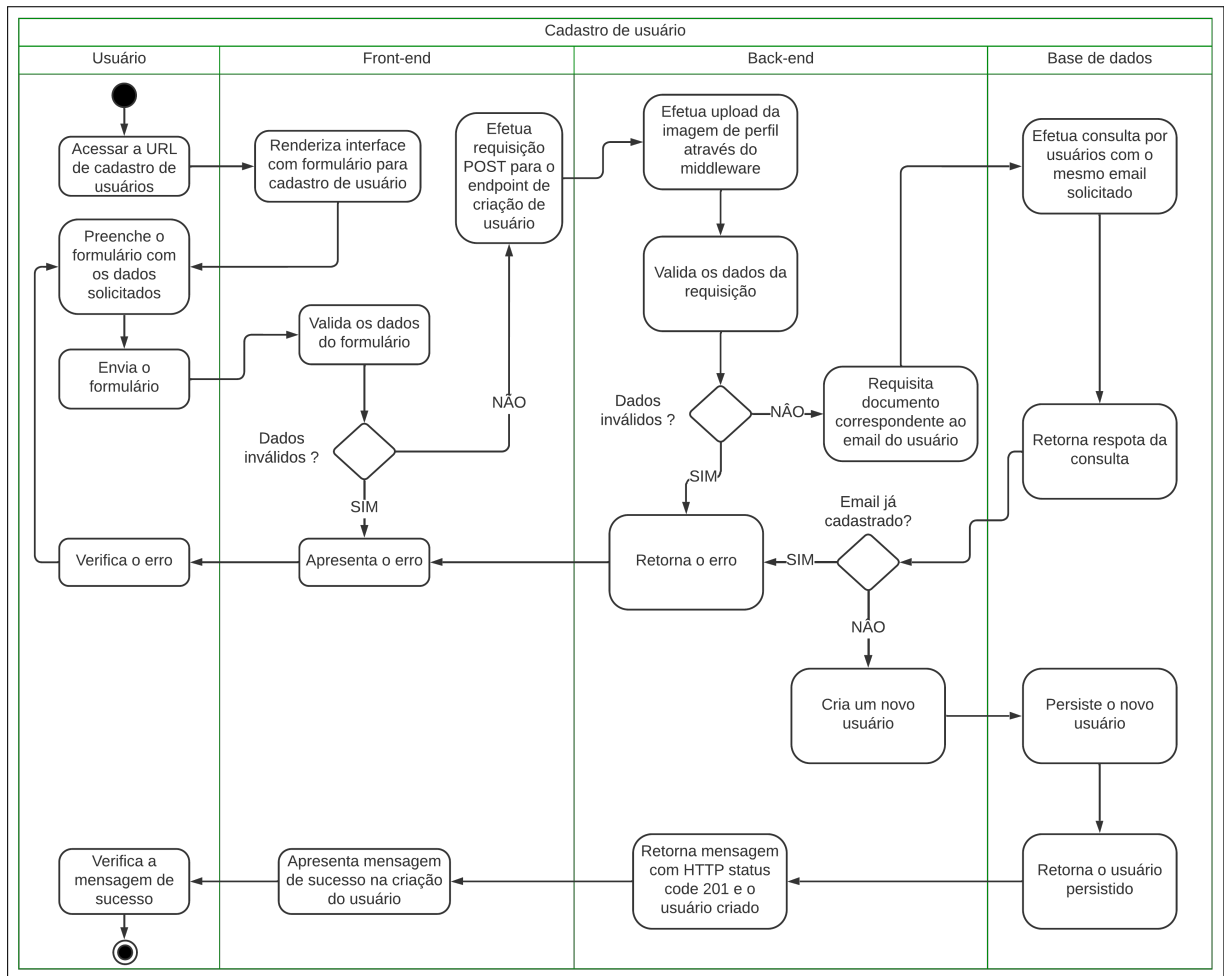 Cadastro de usuário
Usuário
Front-end
Back-end
Base de dados
Acessar a URL
de cadastro de
usuários
Renderiza interface
com formulário para
cadastro de usuário
Efetua
requisição
POST para o
endpoint de
criação de
usuário
Efetua upload da
imagem de perfil
através do
middleware
Efetua consulta por
usuários com o
mesmo email
solicitado
Preenche o
formulário com
os dados
solicitados
Valida os dados da
requisição
Valida os dados
do formulário
Envia o
formulário
Dados
inválidos ?
NÃO
Dados
inválidos ?
NÃO
Requisita
documento
correspondente ao
email do usuário
Retorna respota da
consulta
SIM
SIM
Email já
cadastrado?
Verifica o erro
Apresenta o erro
Retorna o erro
SIM
NÃO
Cria um novo
usuário
Persiste o novo
usuário
Verifica a
mensagem de
sucesso
Apresenta mensagem
de sucesso na criação
do usuário
Retorna mensagem
com HTTP status
code 201 e o
usuário criado
Retorna o usuário
persistido